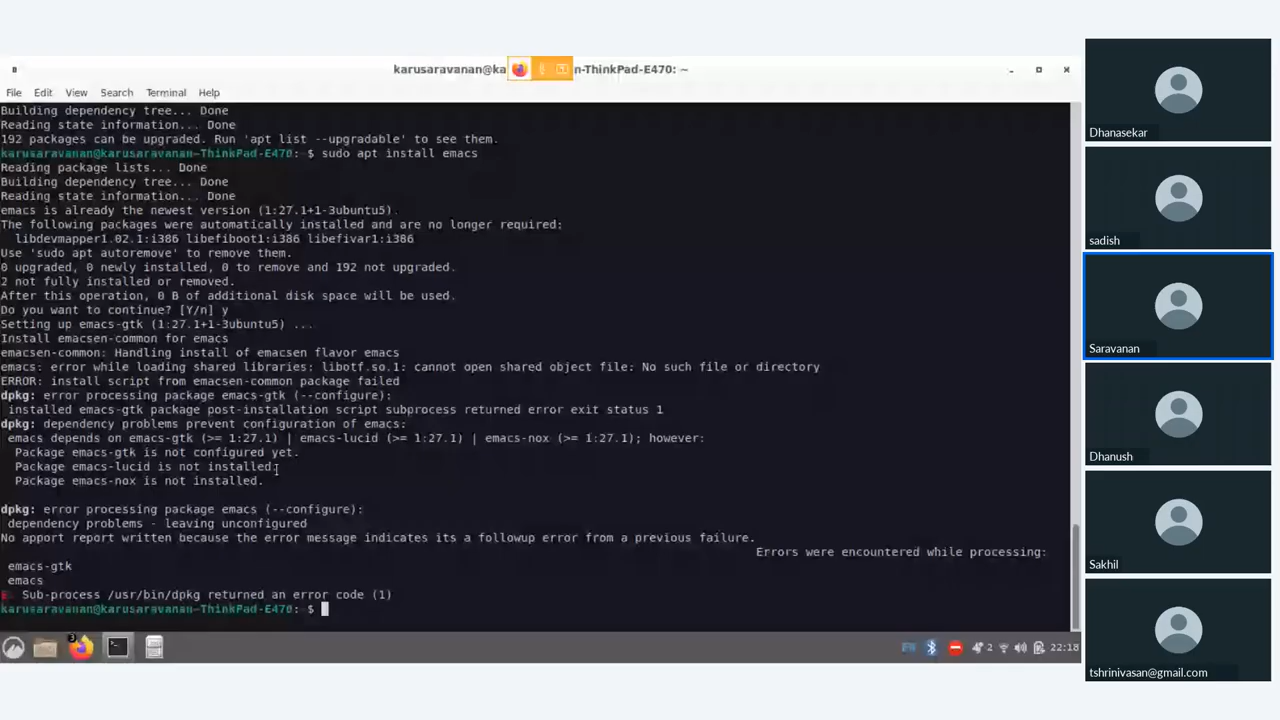 karusaravanan@ka n-ThinkPad-E470: ~
File Edit View Search Terminal Help
Building dependency tree... Done
Reading state information... Done
192 packages can be upgraded. Run 'apt list --upgradable' to see them.
karusaravanan@karusaravanan-ThinkPad-E470:~$ sudo apt install emacs
Reading package lists... Done
Building dependency tree... Done
Reading state information... Done
emacs is already the newest version (1:27.1+1-3ubuntu5).
The following packages were automatically installed and are no longer required:
libdevmapper1.02.1:i386 libefiboot1:i386 libefivar1:i386
Use 'sudo apt autoremove' to remove them.
0 upgraded, 0 newly installed, 0 to remove and 192 not upgraded.
2 not fully installed or removed.
After this operation, 0 B of additional disk space will be used.
Do you want to continue? [Y/n] y
Setting up emacs-gtk (1:27.1+1-3ubuntu5) ...
Install emacsen-common for emacs
emacsen-common: Handling install of emacsen flavor emacs
emacs: error while loading shared libraries: libotf.so.1: cannot open shared object file: No such file or directory
ERROR: install script from emacsen-common package failed
dpkg: error processing package emacs-gtk (--configure):
installed emacs-gtk package post-installation script subprocess returned error exit status 1
dpkg: dependency problems prevent configuration of emacs:
emacs depends on emacs-gtk (>= 1:27.1) | emacs-lucid (>= 1:27.1) | emacs-nox (>= 1:27.1); however:
Package emacs-gtk is not configured yet.
Package emacs-lucid is not installed.
Package emacs-nox is not installed.
dpkg: error processing package emacs (--configure):
dependency problems - leaving unconfigured
No apport report written because the error message indicates its a followup error from a previous failure.
Errors were encountered while processing:
emacs-gtk
emacs
E: Sub-process /usr/bin/dpkg returned an error code (1)
karusaravanan@karusaravanan-ThinkPad-E470:~$
3
2
22:18
Dhanasekar
sadish
Saravanan
Dhanush
Sakhil
tshrinivasan@gmail.com